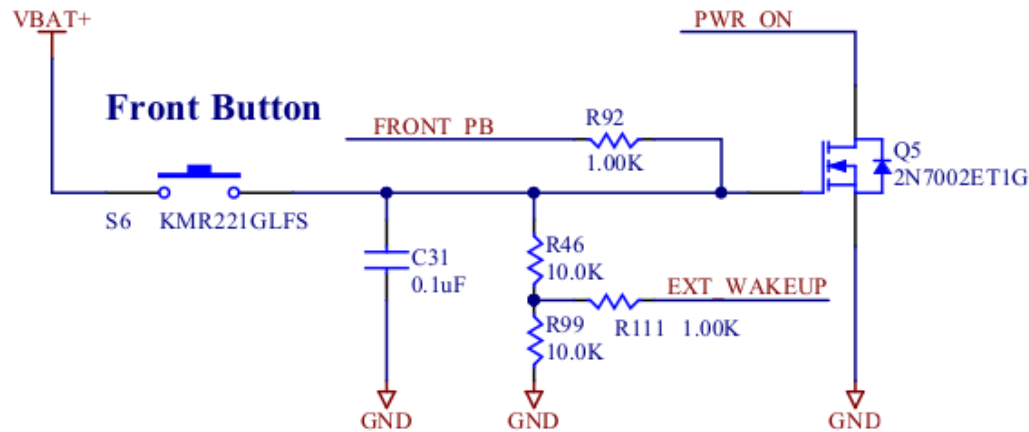 VBAT+
PWR_ON
Front Button
R92
FRONT_PB
1.00K
Q5
2N7002ET1G
S6 KMR221GLFS
C31
0.1uF
R46
10.0K
EXT_WAKEUP
R99
10.0K
R111 1.00K
GND
GND
GND